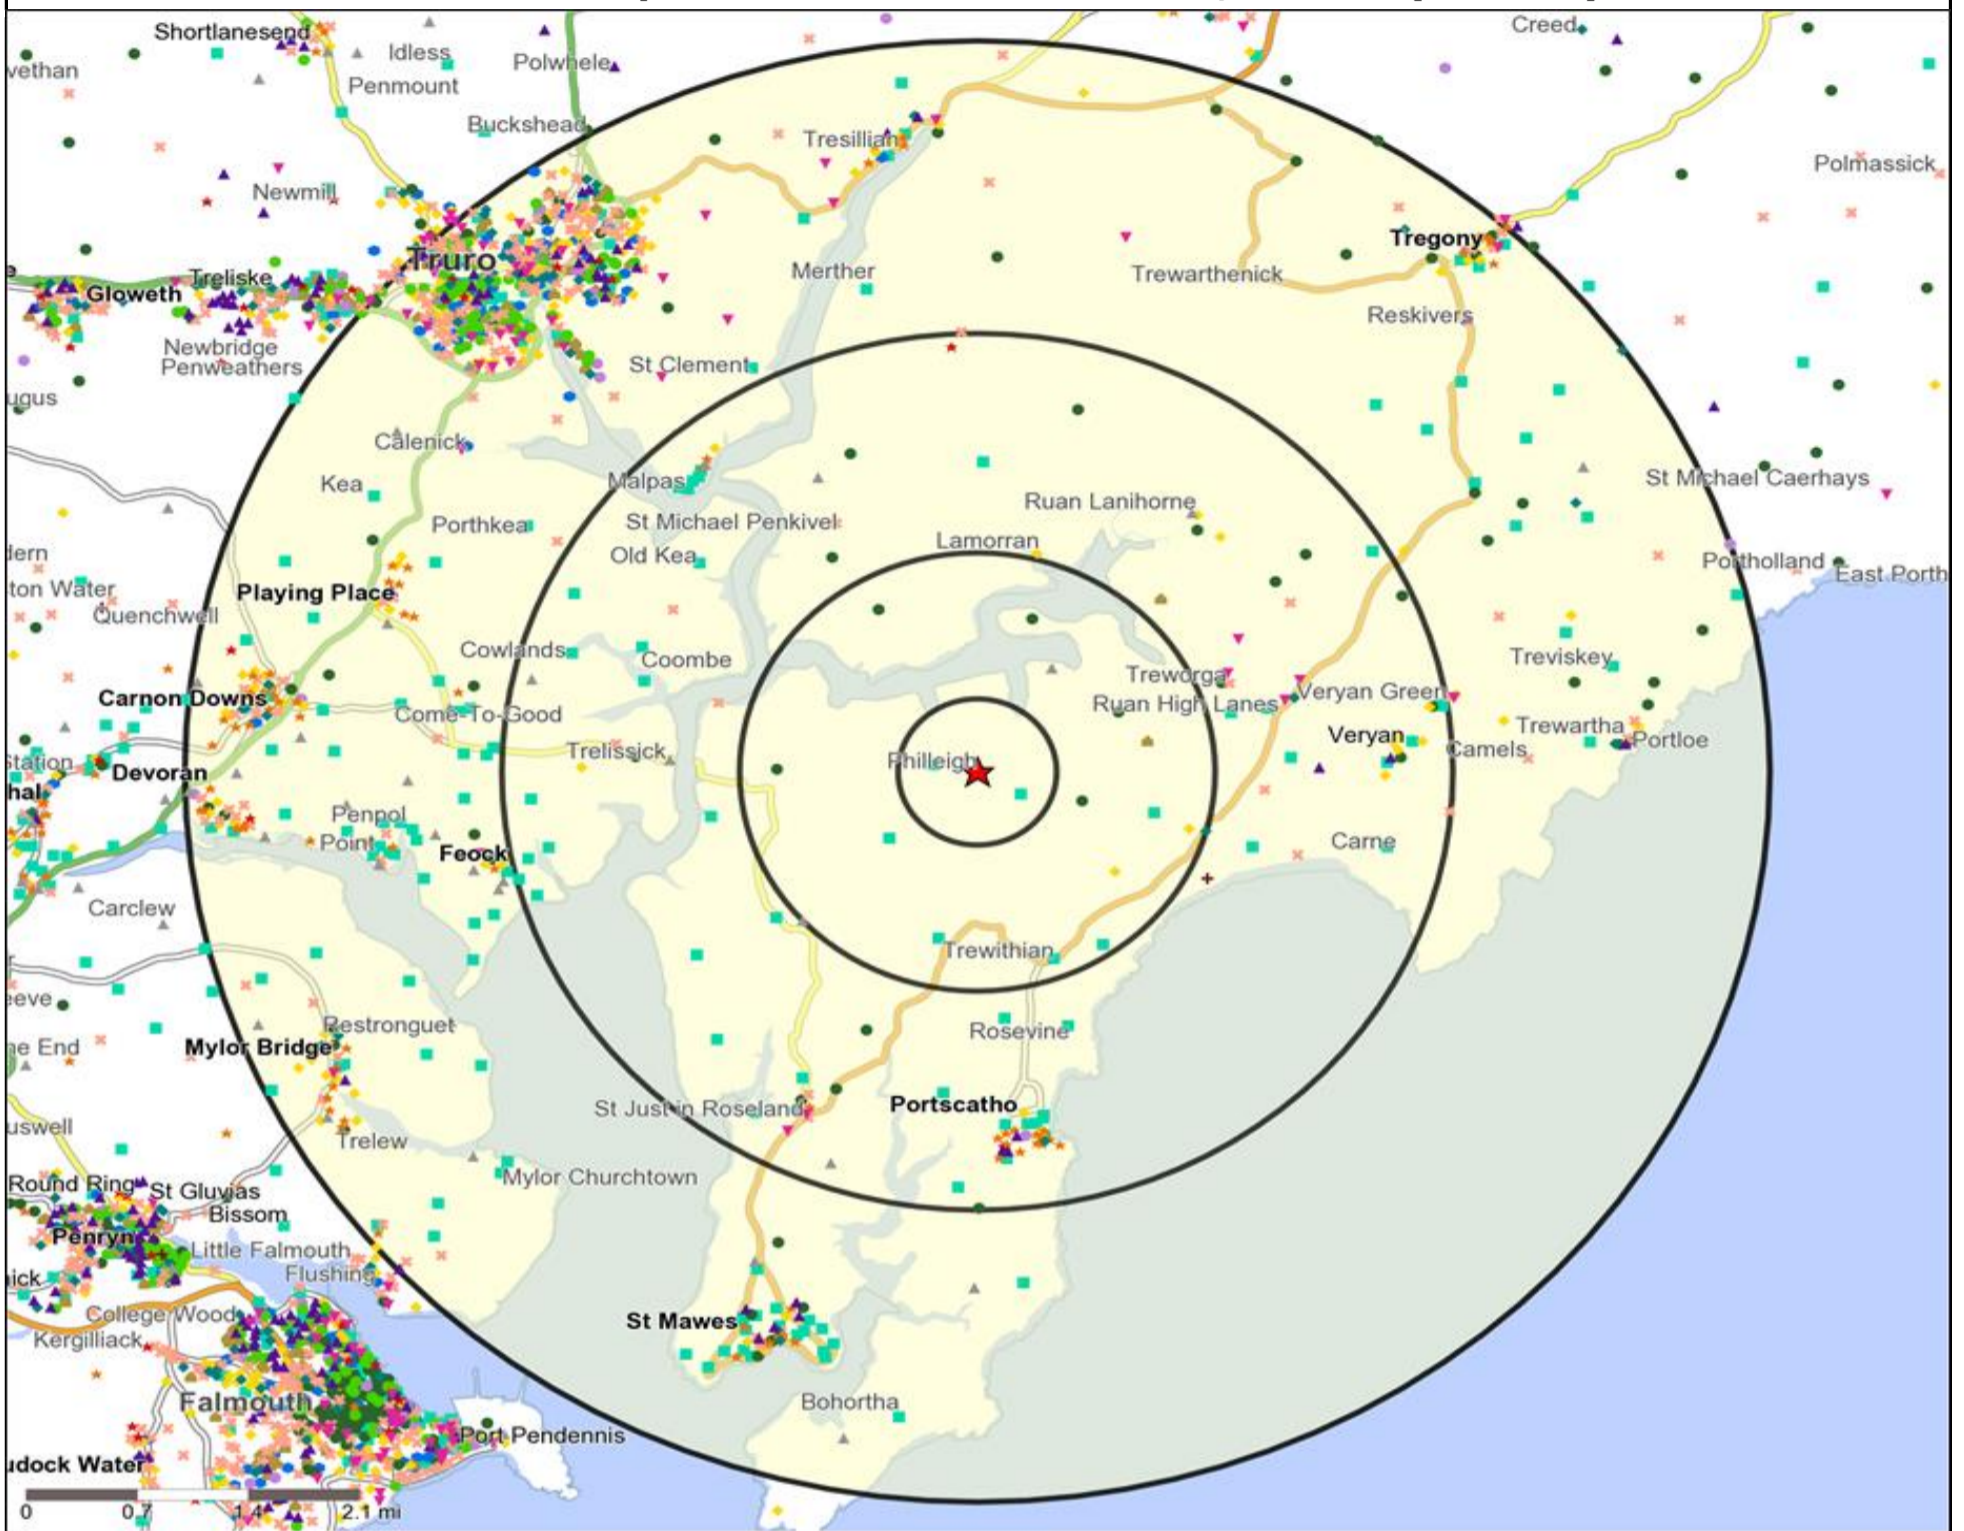 Shortlanesend
Creed
Idless
Polwhele
Penmount
Buckshead
Tresillian
Polmassick
Newmill
Tregony
Truro
Merther
Trewarthenick
Treliske
Gloweth
Reskivers
Newbridge
Penweathers
St Clement
Calenick
Kea
Malpas
St Michael Caerhays
Ruan Lanihorne
Porthkea
St Michael Penkivel
Old Kea
Lamorran
Portholland
East Porth
ton Water
Playing Place
Quenchwell
Cowlands
Coombe
Treviskey
Treworga
Carnon Downs
Ruan High Lanes
Veryan Green
Come-To-Good
Trewartha
Trelissick
Veryan
Camels
Portloe
Station
Devoran
Philleigh
Penpol
Point
Feock
Carne
Carclew
Trewithian
Restronguet
Rosevine
Mylor Bridge
St Just in Roseland
Portscatho
Trelew
Mylor Churchtown
Round Ring
St Gluvias
Bissom
Penryn
Little Falmouth
Flushing
College Wood
St Mawes
Kergilliack
Falmouth
Bohortha
Port Pendennis
udock Water
0 0.7 1.4 2.1 mi